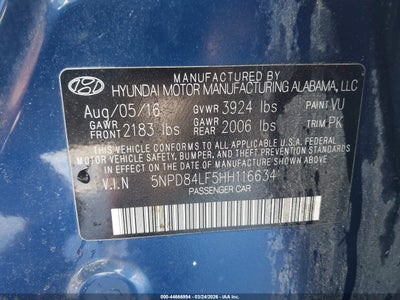 HYUNDAI MOTOR MANUFACTURING ALABAMA, LLC
Aug/05/16 GVWR 3924 lbs PAINT VU
GAWR FRONT 2183 lbs GAWR REAR 2006 lbs TRIM PK
THIS VEHICLE CONFORMS TO ALL APPLICABLE
FEDERAL MOTOR VEHICLE SAFETY, BUMPER, AND THEFT PREVENTION STANDARDS
IN EFFECT ON THE DATE OF MANUFACTURE SHOWN ABOVE.
V.I.N 5NPD84LF5HH116634
PASSENGER CAR